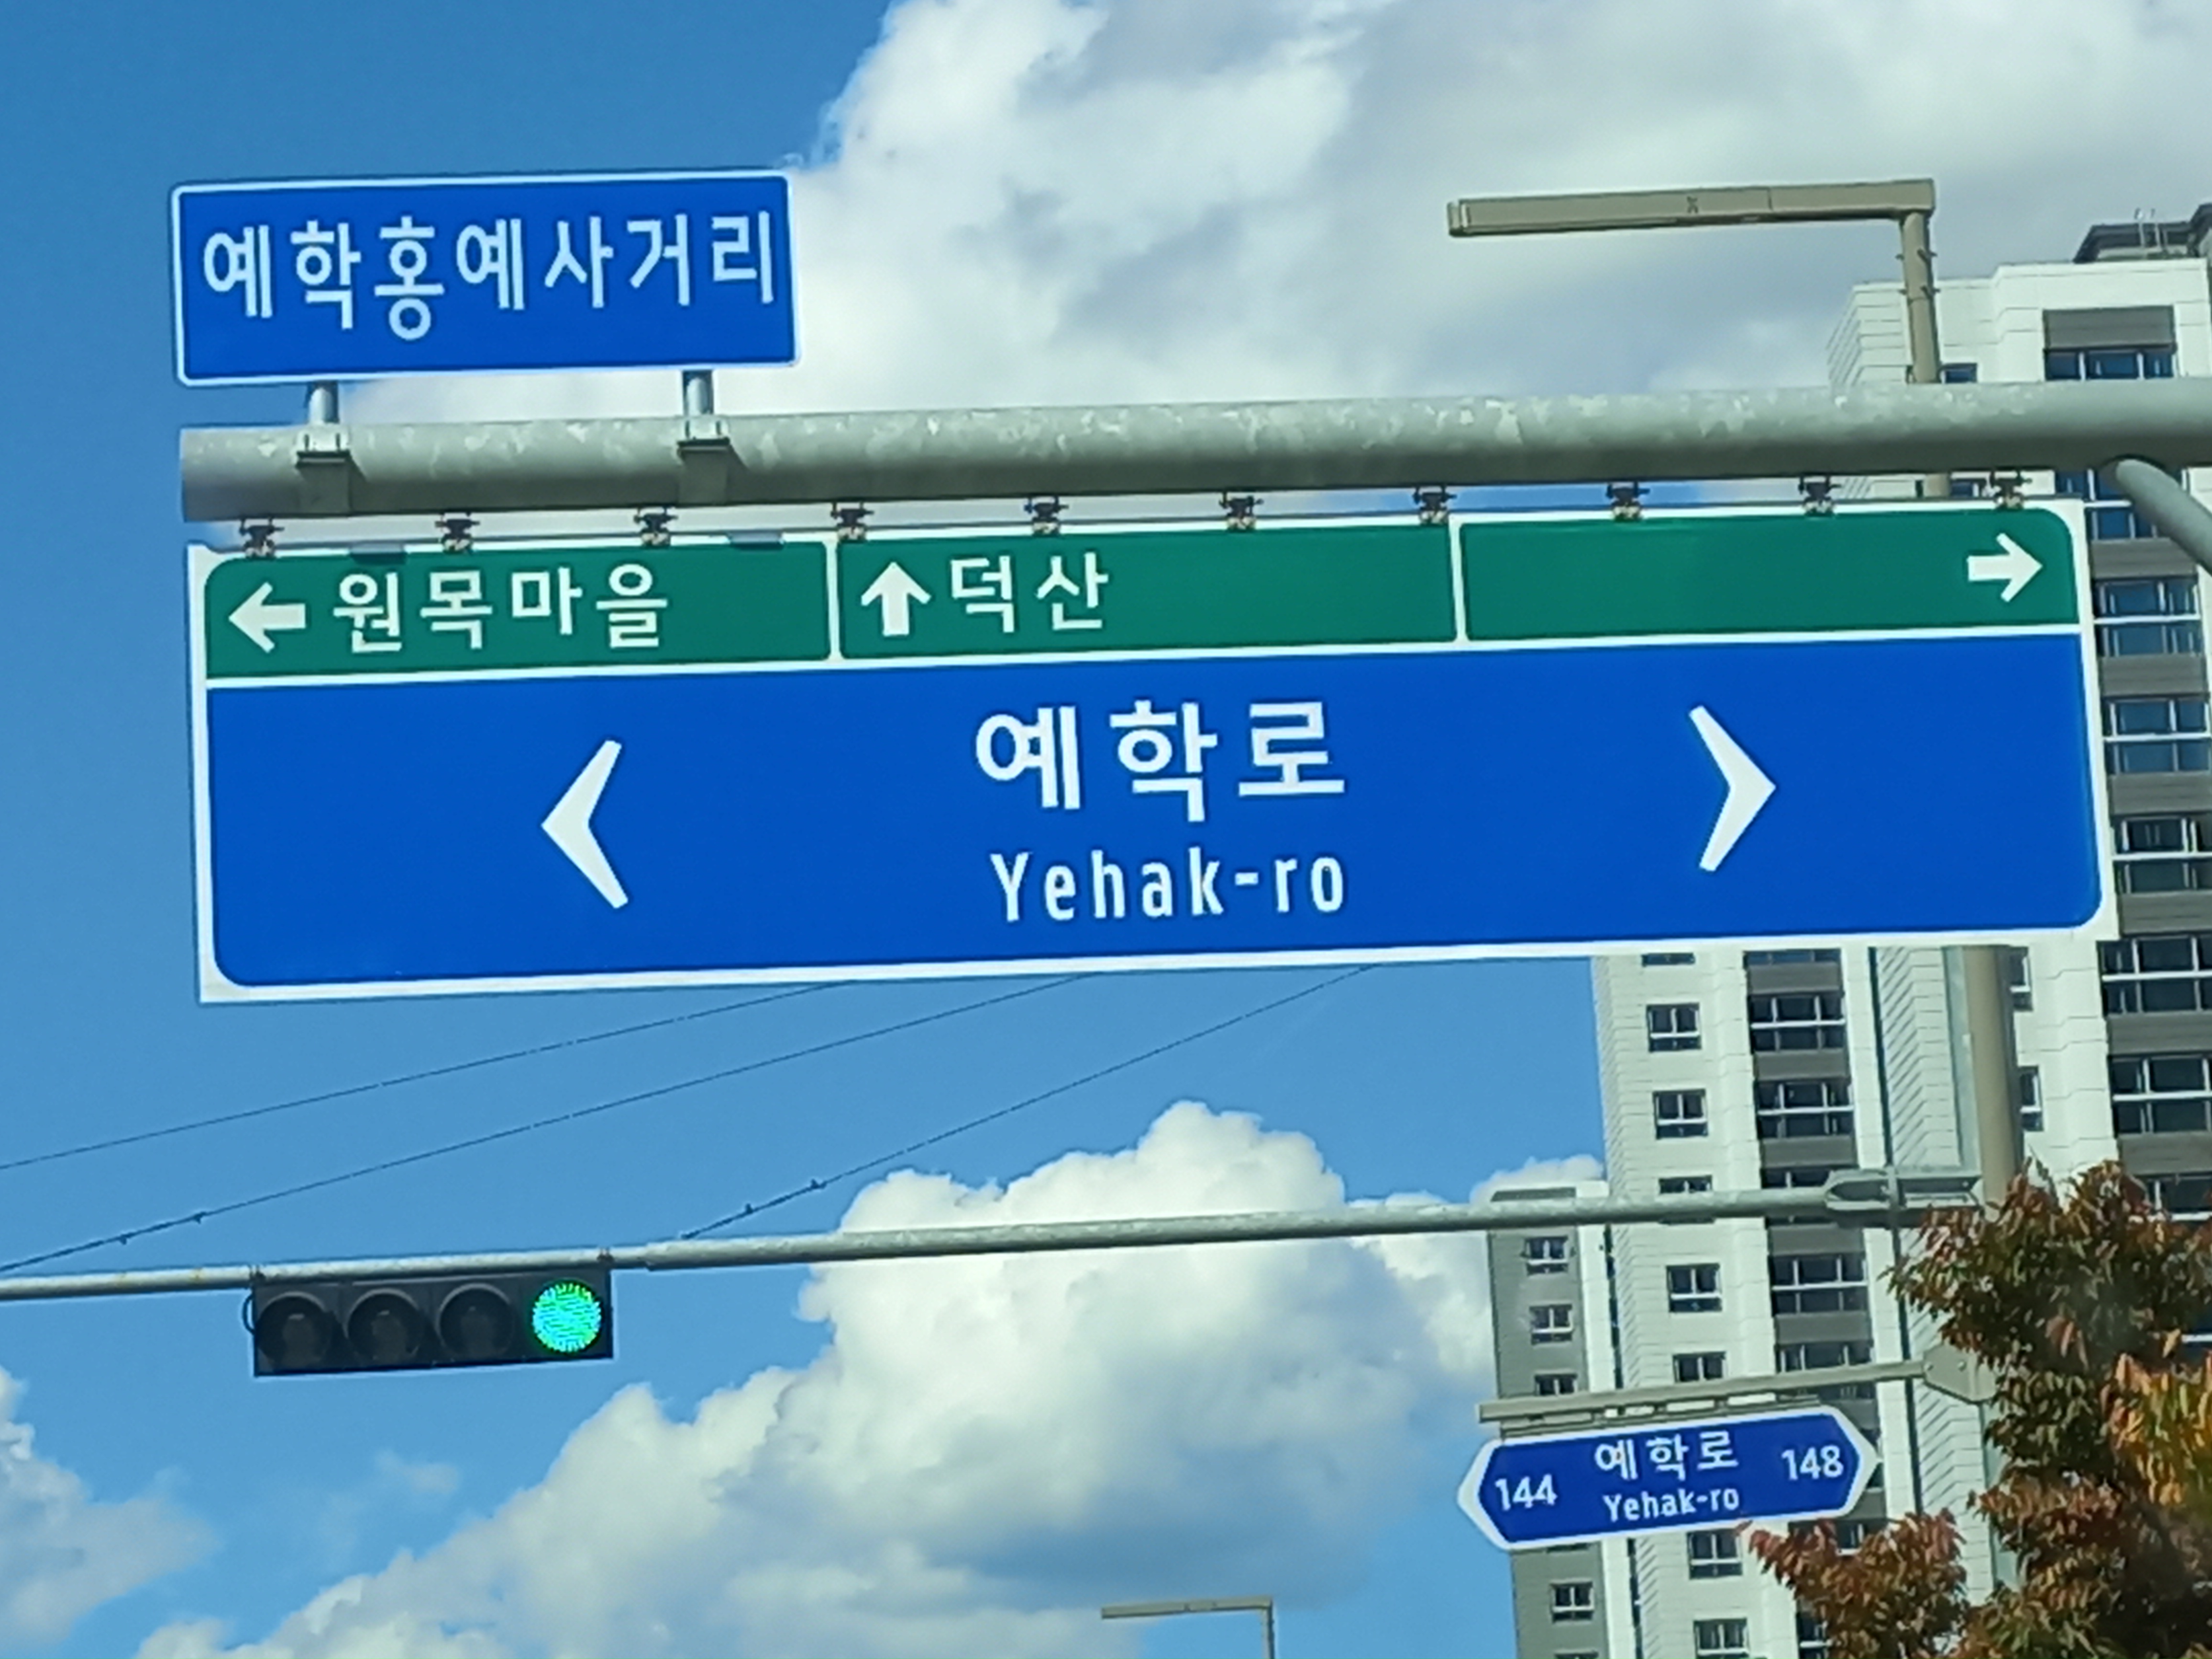 예학홍예사거리
← 원목마을
↑ 덕산
→
예학로
Yehak-ro
144 예학로 148
Yehak-ro